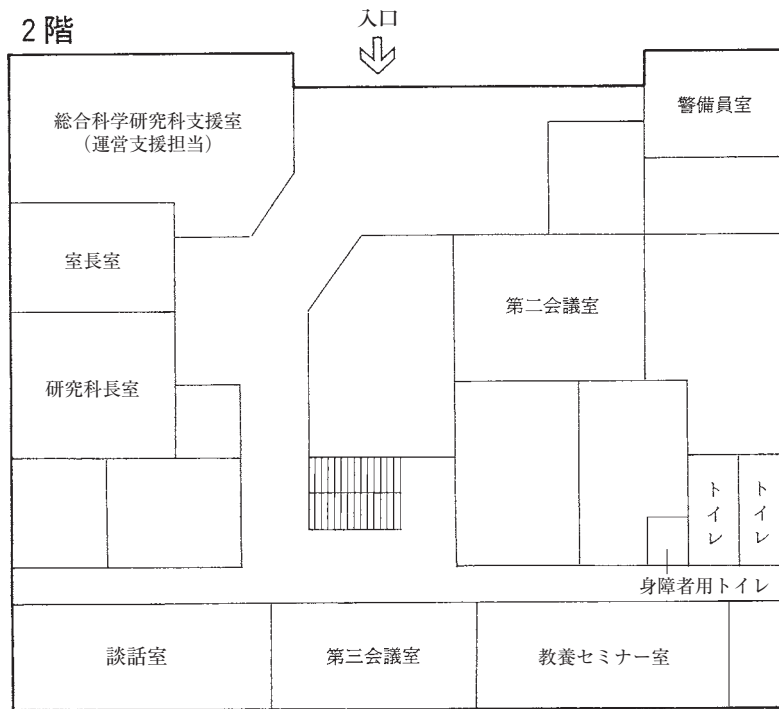 2階
入口
総合科学研究科支援室
（運営支援担当）
警備員室
室長室
第二会議室
研究科長室
トイレ
トイレ
身障者用トイレ
談話室
第三会議室
教養セミナー室